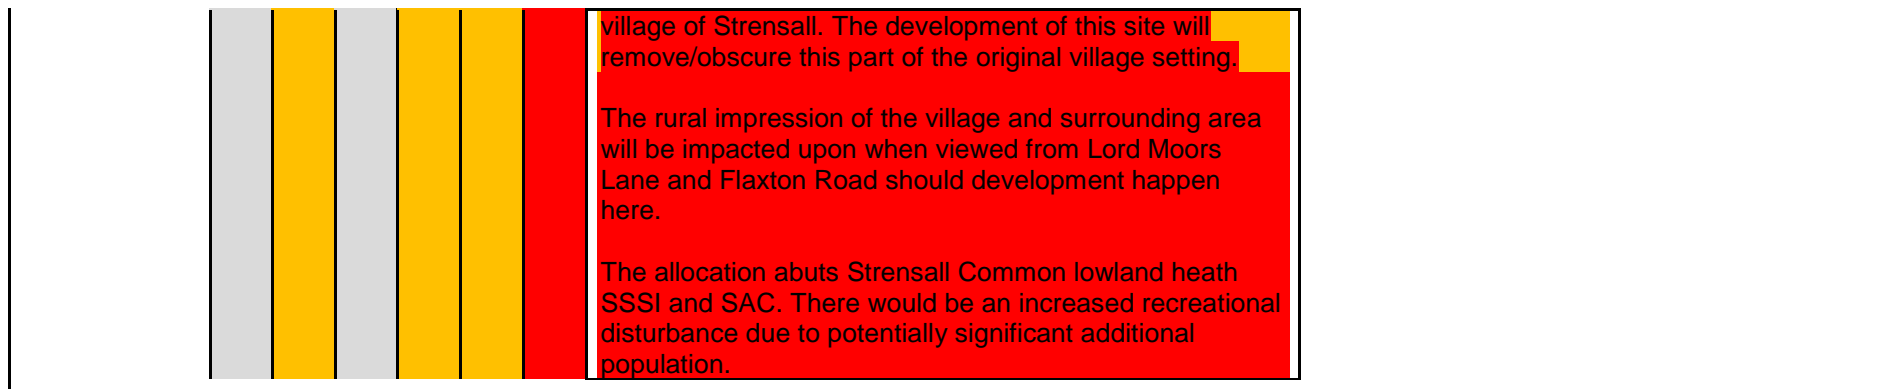 village of Strensall. The development of this site will
remove/obscure this part of the original village setting.
The rural impression of the village and surrounding area
will be impacted upon when viewed from Lord Moors
Lane and Flaxton Road should development happen
here.
The allocation abuts Strensall Common lowland heath
SSSI and SAC. There would be an increased recreational
disturbance due to potentially significant additional
population.